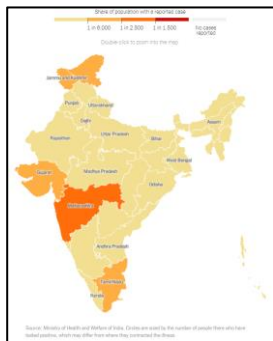 Share of population with a reported case
1 in 6,000 1 in 2,500 1 in 1,500 No cases
reported
Double-click to zoom into the map
Jammu and Kashmir
Punjab
Uttarakhand
Delhi
Rajasthan
Uttar Pradesh
Bihar
Assam
Gujarat
Madhya Pradesh
West Bengal
Maharashtra
Odisha
Andhra Pradesh
Tamil Nadu
Kerala
Source: Ministry of Health and Welfare of India. Circles are sized by the number of people there who have
tested positive, which may differ from where they contracted the illness.